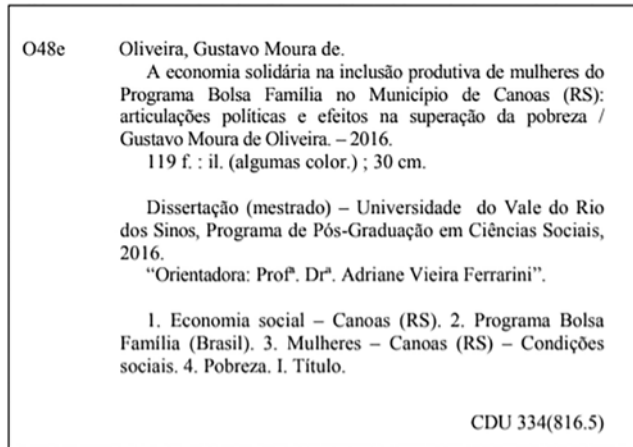 O48e Oliveira, Gustavo Moura de.
A economia solidária na inclusão produtiva de mulheres do
Programa Bolsa Família no Município de Canoas (RS):
articulações políticas e efeitos na superação da pobreza /
Gustavo Moura de Oliveira. – 2016.
119 f. : il. (algumas color.) ; 30 cm.
Dissertação (mestrado) – Universidade do Vale do Rio
dos Sinos, Programa de Pós-Graduação em Ciências Sociais,
2016.
“Orientadora: Profª. Drª. Adriane Vieira Ferrarini”.
1. Economia social – Canoas (RS). 2. Programa Bolsa
Família (Brasil). 3. Mulheres – Canoas (RS) – Condições
sociais. 4. Pobreza. I. Título.
CDU 334(816.5)